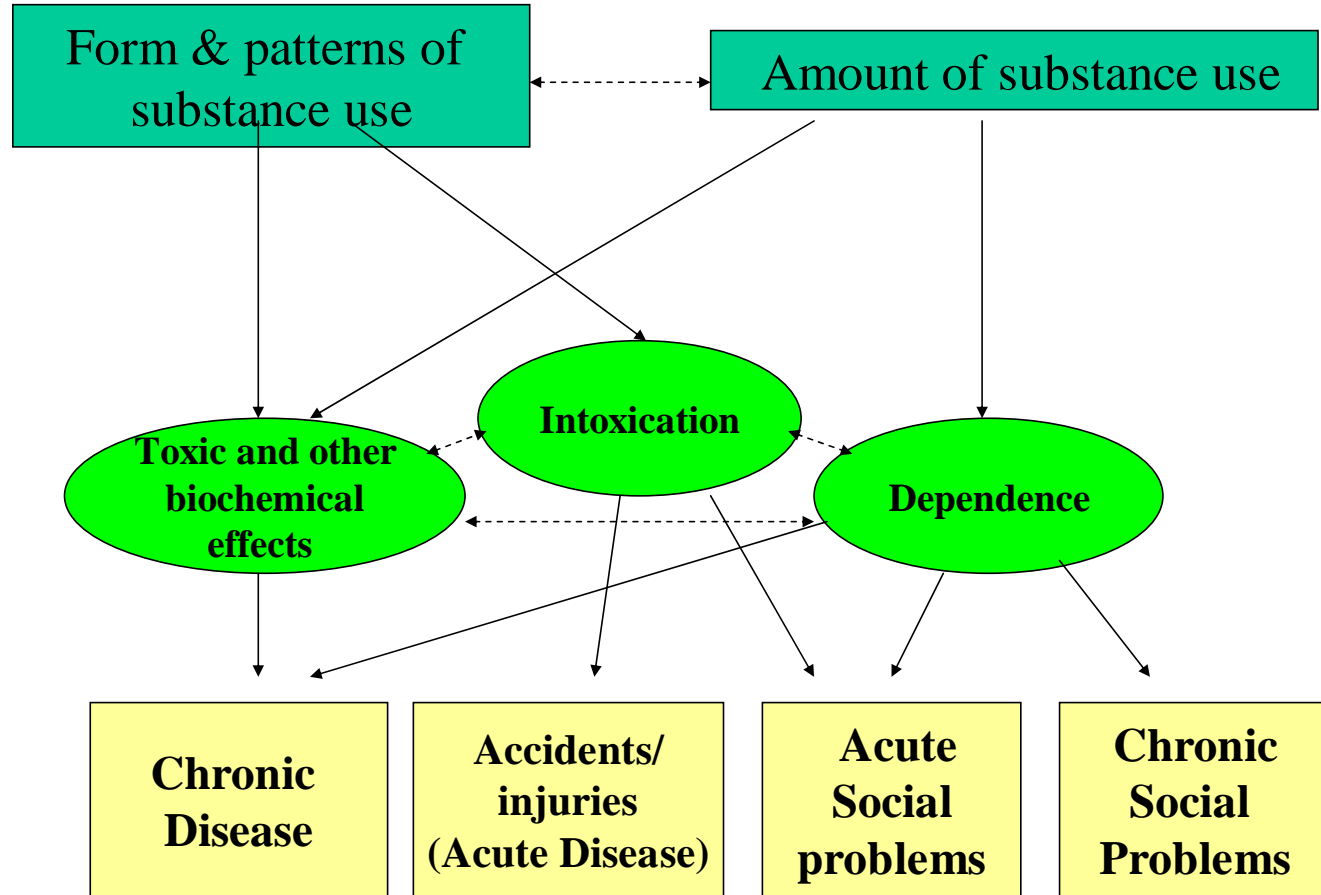 Form & patterns of
substance use
Amount of substance use
Intoxication
Toxic and other
biochemical
effects
Dependence
Chronic
Disease
Accidents/
injuries
(Acute Disease)
Acute
Social
problems
Chronic
Social
Problems